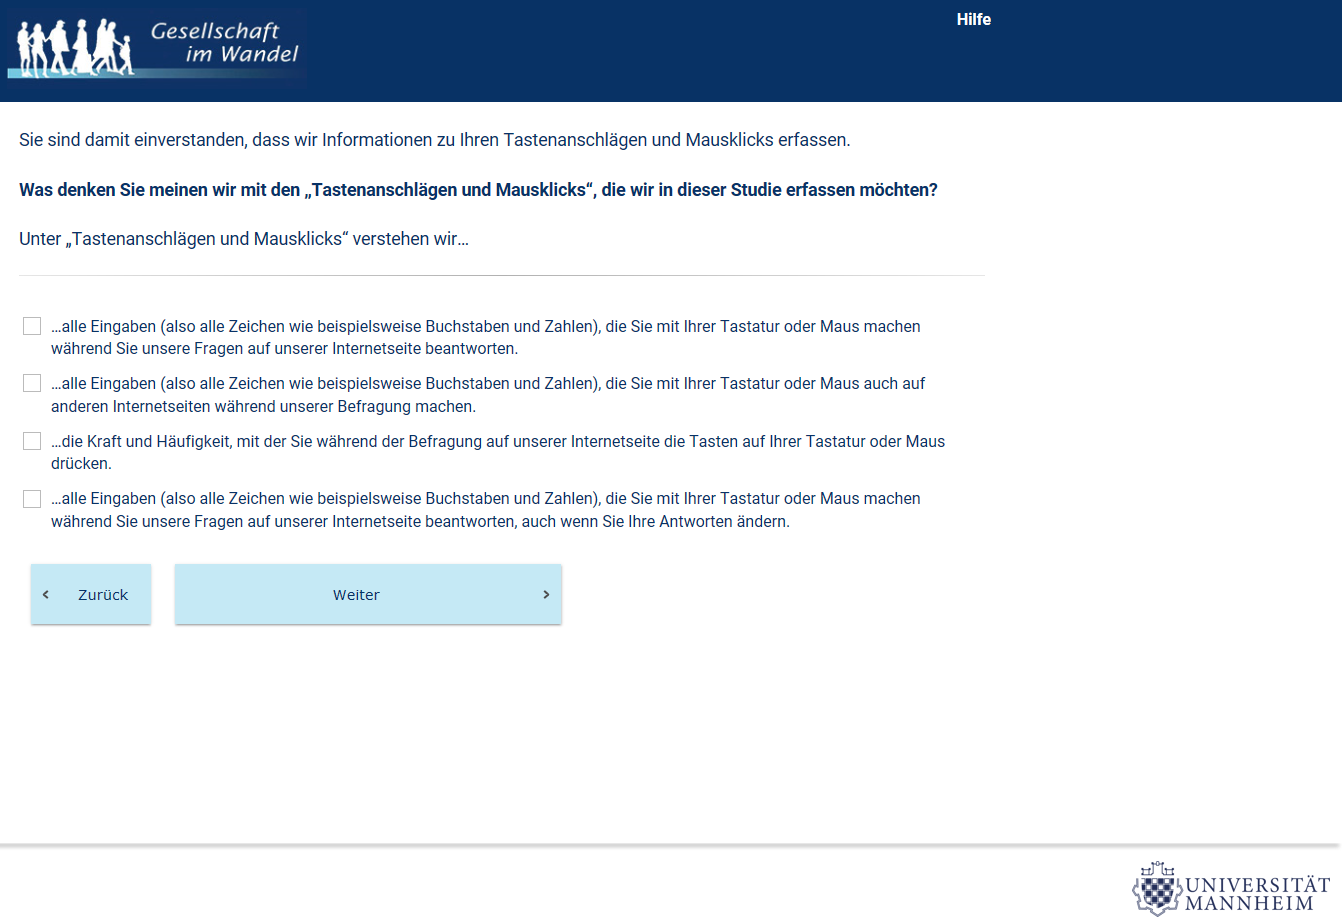 Gesellschaft
im Wandel
Hilfe
Sie sind damit einverstanden, dass wir Informationen zu Ihren Tastenanschlägen und Mausklicks erfassen.
Was denken Sie meinen wir mit den „Tastenanschlägen und Mausklicks“, die wir in dieser Studie erfassen möchten?
Unter „Tastenanschlägen und Mausklicks“ verstehen wir...
...alle Eingaben (also alle Zeichen wie beispielsweise Buchstaben und Zahlen), die Sie mit Ihrer Tastatur oder Maus machen
während Sie unsere Fragen auf unserer Internetseite beantworten.
...alle Eingaben (also alle Zeichen wie beispielsweise Buchstaben und Zahlen), die Sie mit Ihrer Tastatur oder Maus auch auf
anderen Internetseiten während unserer Befragung machen.
...die Kraft und Häufigkeit, mit der Sie während der Befragung auf unserer Internetseite die Tasten auf Ihrer Tastatur oder Maus
drücken.
...alle Eingaben (also alle Zeichen wie beispielsweise Buchstaben und Zahlen), die Sie mit Ihrer Tastatur oder Maus machen
während Sie unsere Fragen auf unserer Internetseite beantworten, auch wenn Sie Ihre Antworten ändern.
Zurück
Weiter
UNIVERSITÄT
MANNHEIM